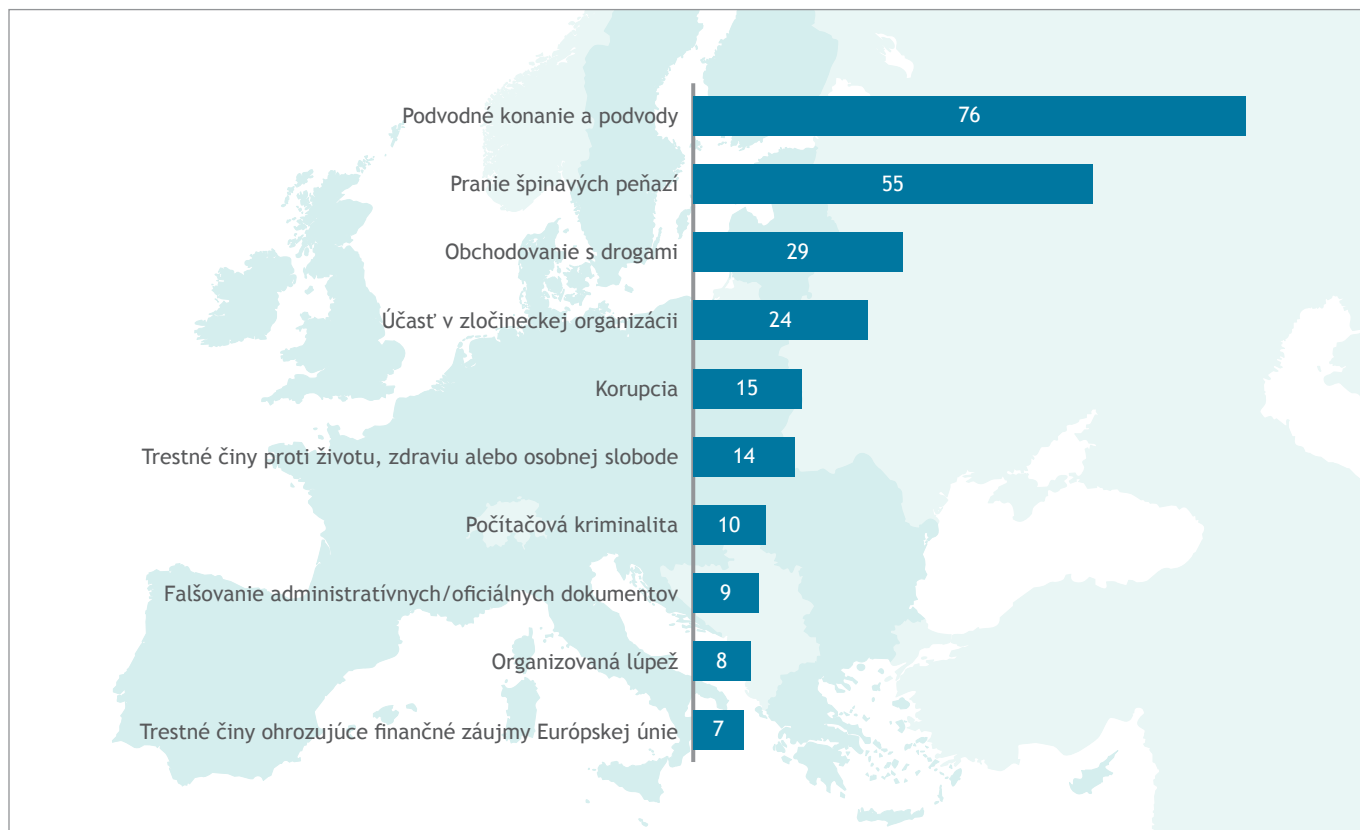 Podvodné konanie a podvody 76
Pranie špinavých peňazí 55
Obchodovanie s drogami 29
Účasť v zločineckej organizácii 24
Korupcia 15
Trestné činy proti životu, zdraviu alebo osobnej slobode 14
Počítačová kriminalita 10
Falšovanie administratívnych/oficiálnych dokumentov 9
Organizovaná lúpež 8
Trestné činy ohrozujúce finančné záujmy Európskej únie 7